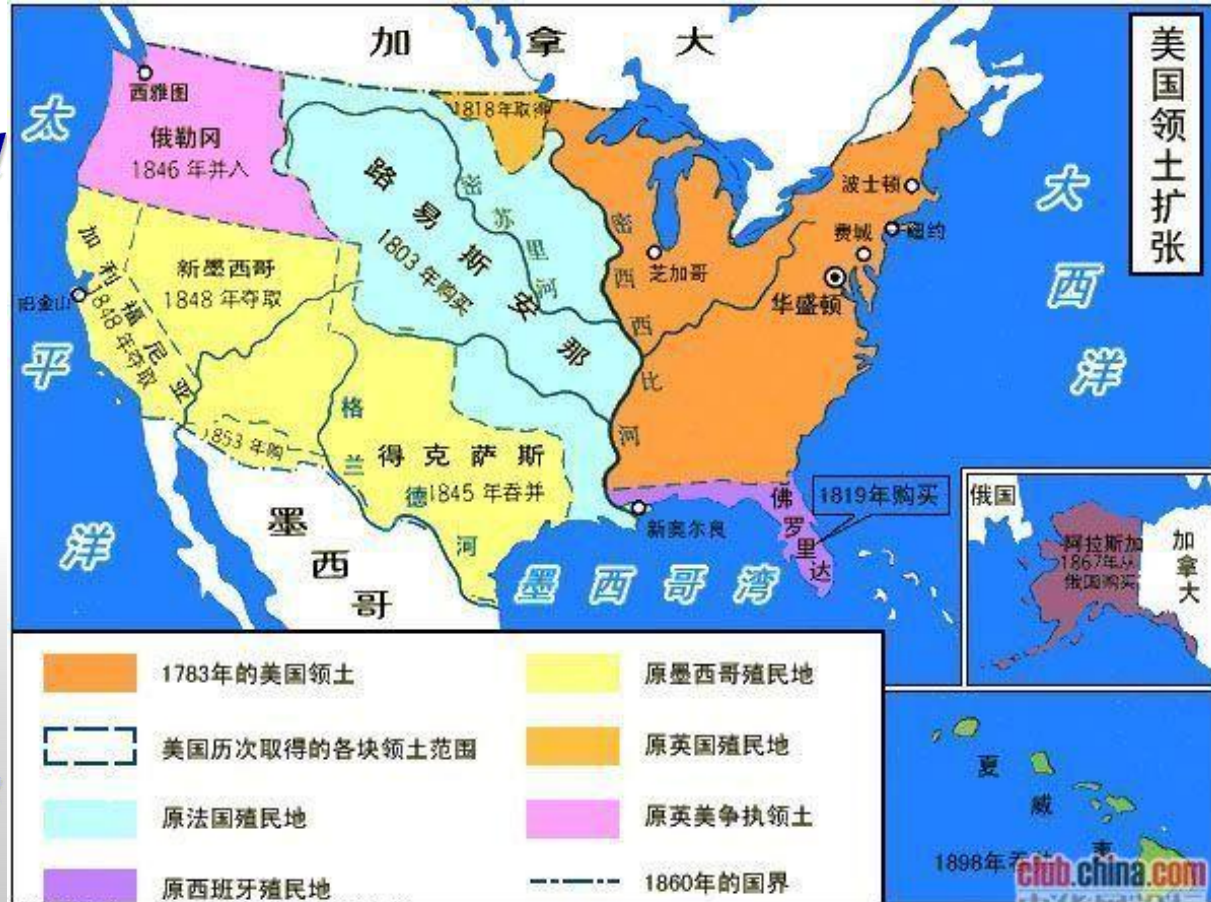 美国领土扩张
加拿大
太平洋
大西洋
西雅图
俄勒冈
1846 年并入
1818年取得
路易斯安那
1803 年购买
密苏里河
密西西比河
波士顿
费城
纽约
芝加哥
华盛顿
加利福尼亚
1848 年夺取
旧金山
新墨西哥
1848 年夺取
853 年购
格兰德河
得克萨斯
1845 年吞并
墨西哥
新奥尔良
佛罗里达
1819年购买
墨西哥湾
俄国
阿拉斯加
1867年从
俄国购买
加拿大
1783年的美国领土
美国历次取得的各块领土范围
原法国殖民地
原西班牙殖民地
原墨西哥殖民地
原英国殖民地
原英美争执领土
1860年的国界
夏威夷
1898年
club.china.com